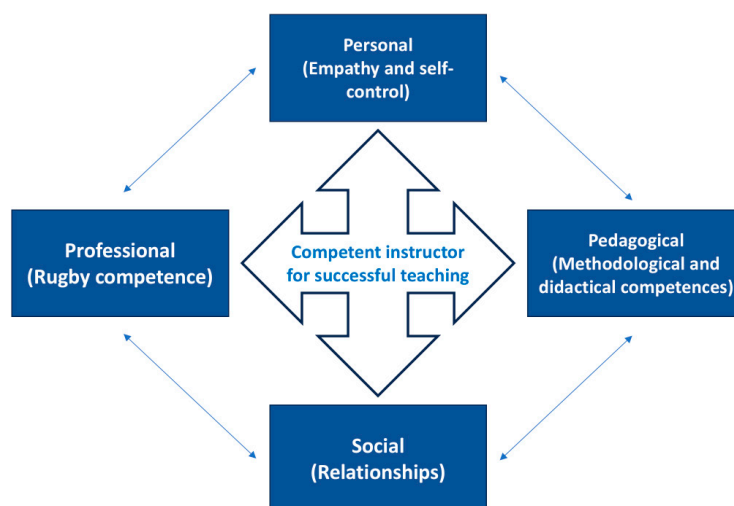 Personal
(Empathy and self-
control)
Professional
(Rugby competence)
Competent instructor
for successful teaching
Pedagogical
(Methodological and
didactical competences)
Social
(Relationships)